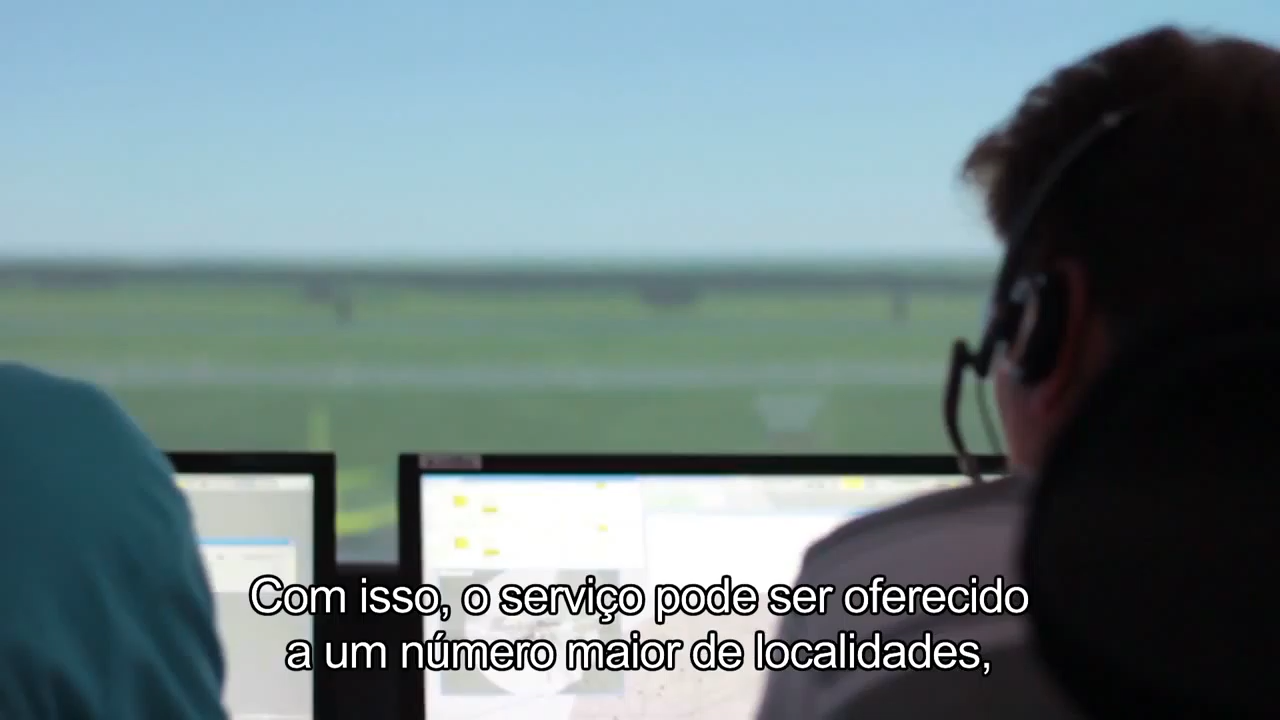 Com isso, o serviço pode ser oferecido
a um número maior de localidades,